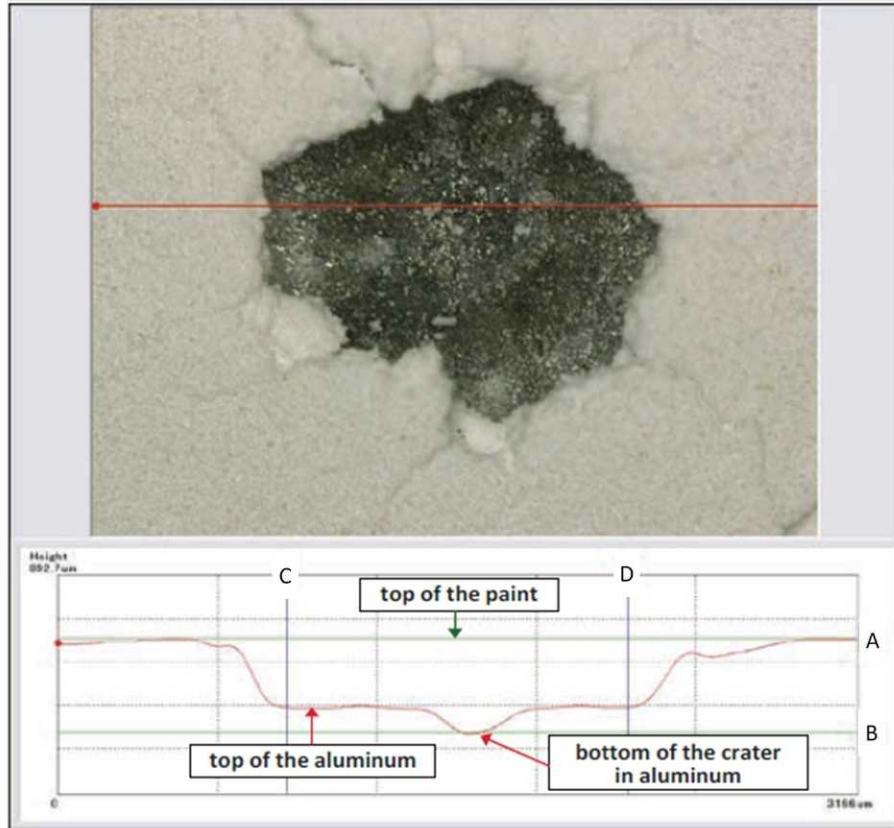 Height
892.7um
C
D
top of the paint
A
top of the aluminum
bottom of the crater
in aluminum
B
0
3166um